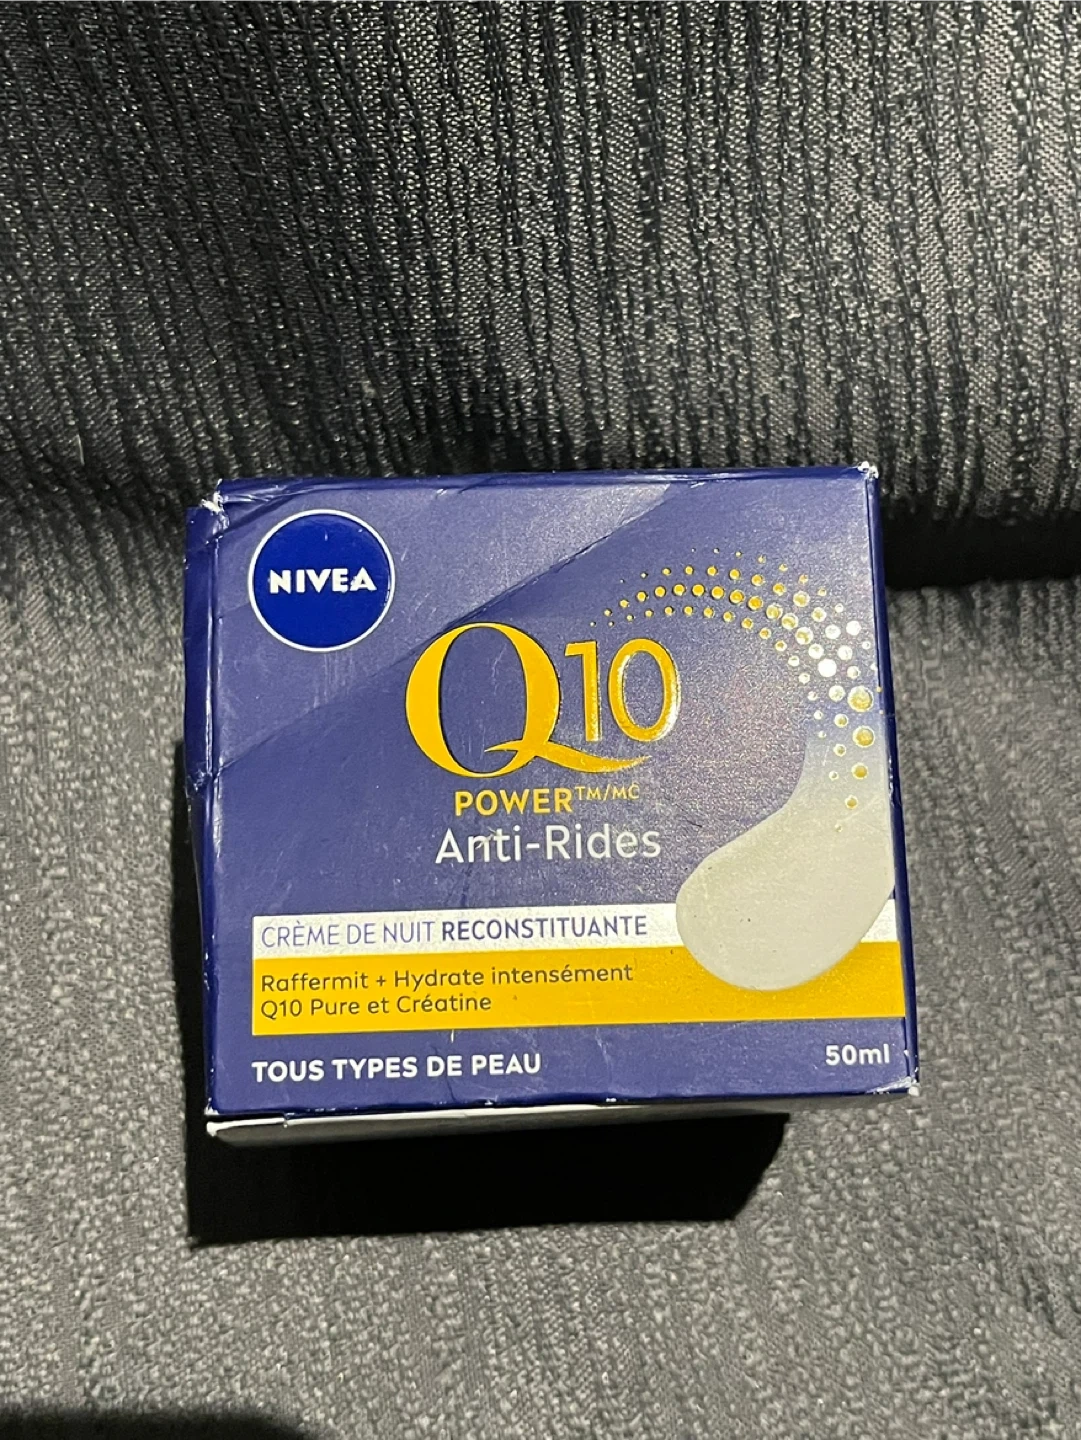 NIVEA
Q10
POWER™/MC
Anti-Rides
CRÈME DE NUIT RECONSTITUANTE
Raffermit + Hydrate intensément
Q10 Pure et Créatine
TOUS TYPES DE PEAU
50ml